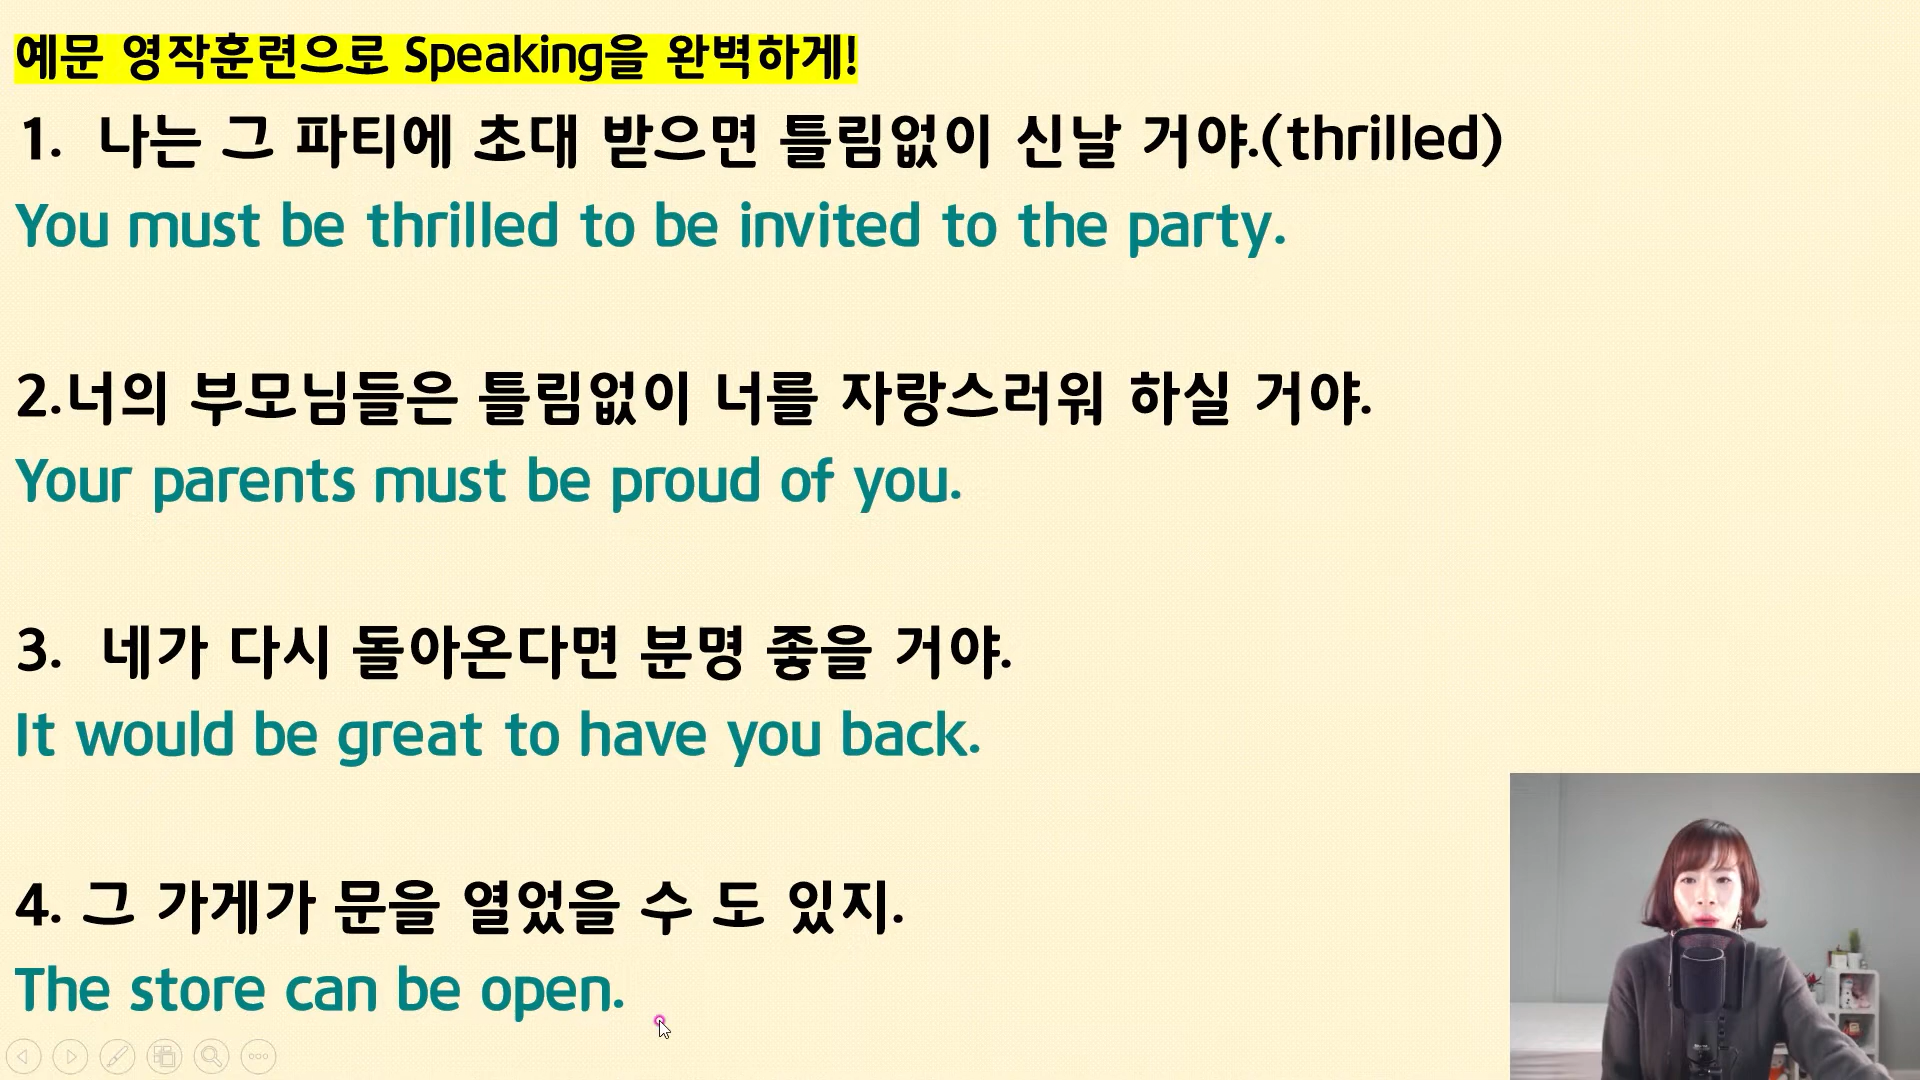 예문 영작훈련으로 Speaking을 완벽하게!
1. 나는 그 파티에 초대 받으면 틀림없이 신날 거야.(thrilled)
You must be thrilled to be invited to the party.
2.너의 부모님들은 틀림없이 너를 자랑스러워 하실 거야.
Your parents must be proud of you.
3. 네가 다시 돌아온다면 분명 좋을 거야.
It would be great to have you back.
4. 그 가게가 문을 열었을 수 도 있지.
The store can be open.